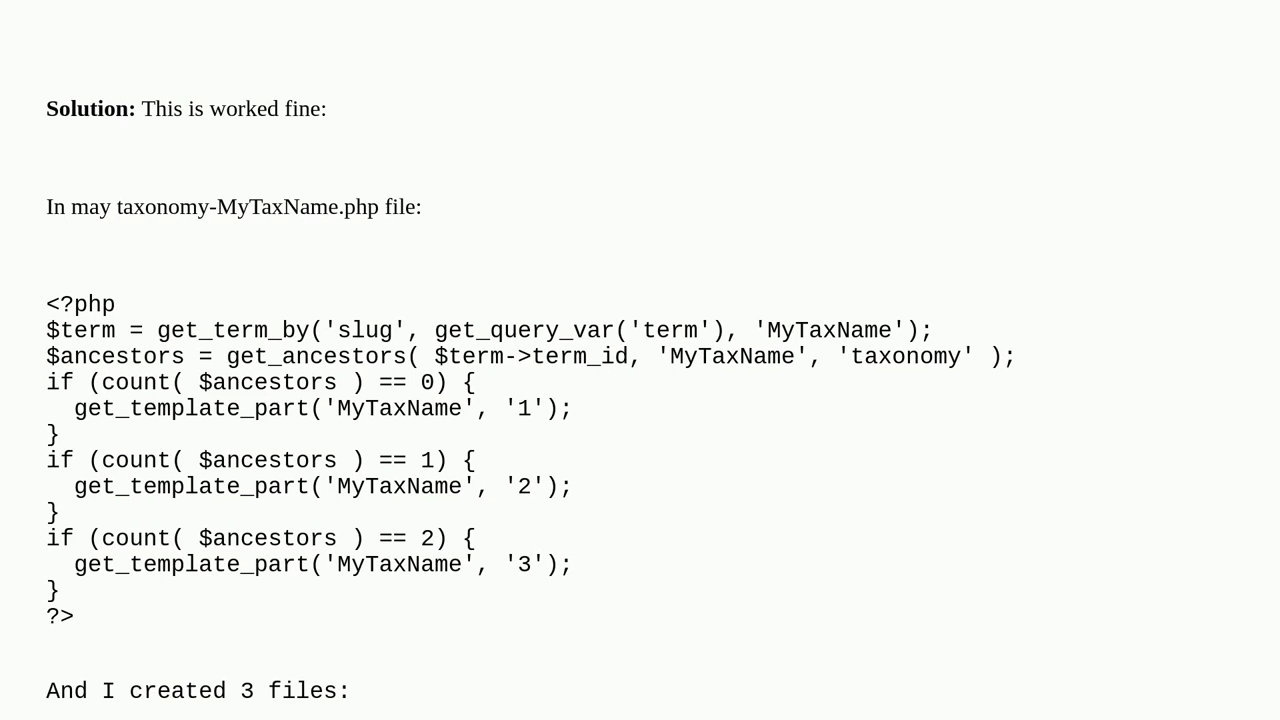 Solution: This is worked fine:
In may taxonomy-MyTaxName.php file:
<?php
$term = get_term_by('slug', get_query_var('term'), 'MyTaxName');
$ancestors = get_ancestors( $term->term_id, 'MyTaxName', 'taxonomy' );
if (count( $ancestors ) == 0) {
  get_template_part('MyTaxName', '1');
}
if (count( $ancestors ) == 1) {
  get_template_part('MyTaxName', '2');
}
if (count( $ancestors ) == 2) {
  get_template_part('MyTaxName', '3');
}
?>
And I created 3 files: